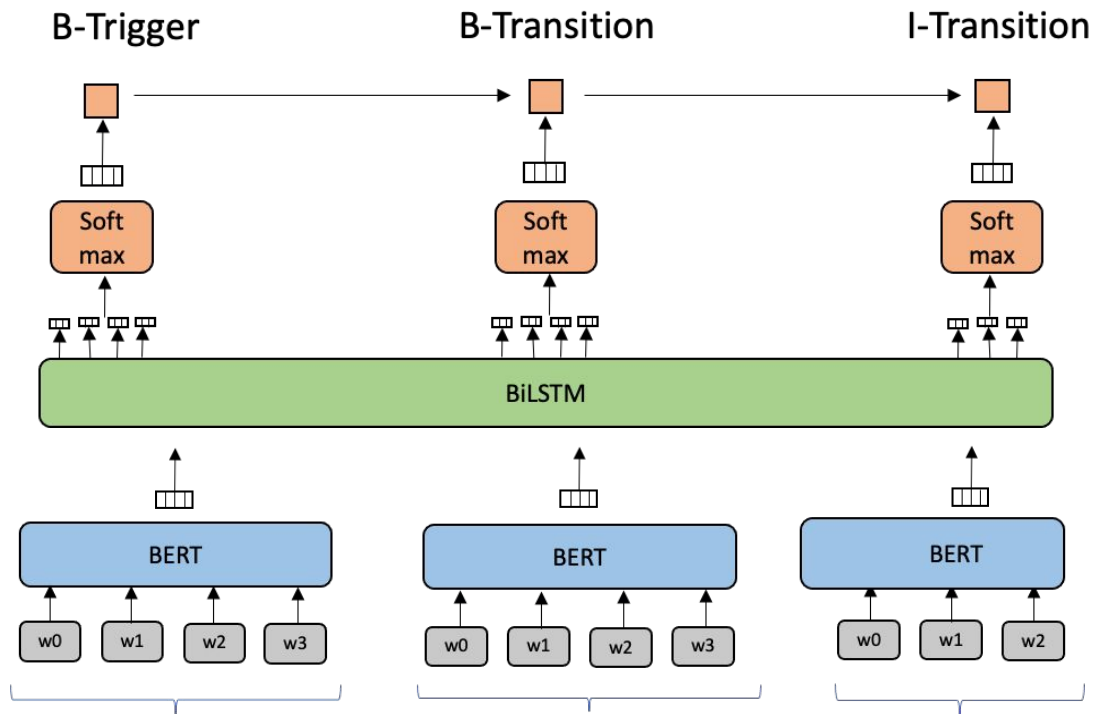 B-Trigger B-Transition I-Transition
Soft
max
Soft
max
Soft
max
BiLSTM
BERT BERT BERT
w0 w1 w2 w3 w0 w1 w2 w3 w0 w1 w2